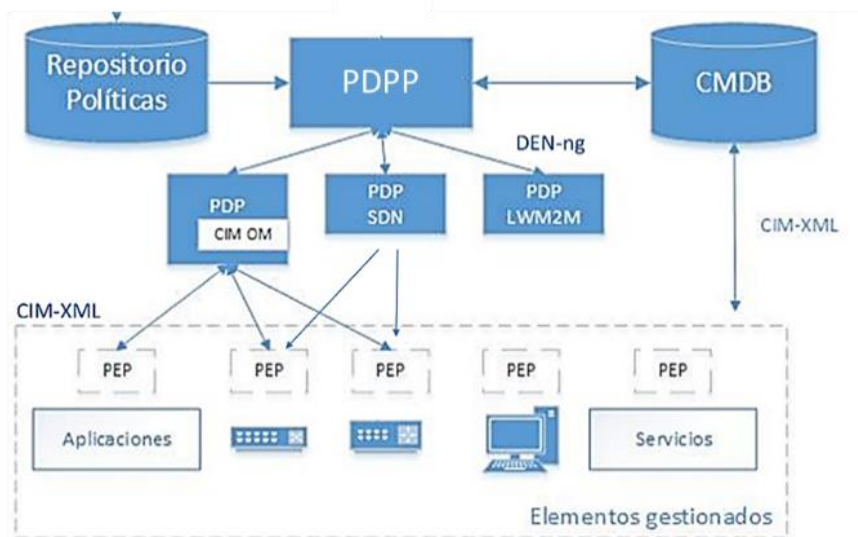 Repositorio
Políticas
PDPP
CMDB
DEN-ng
PDP
CIM OM
PDP
SDN
PDP
LWM2M
CIM-XML
CIM-XML
PEP
PEP
PEP
PEP
PEP
Aplicaciones
Servicios
Elementos gestionados